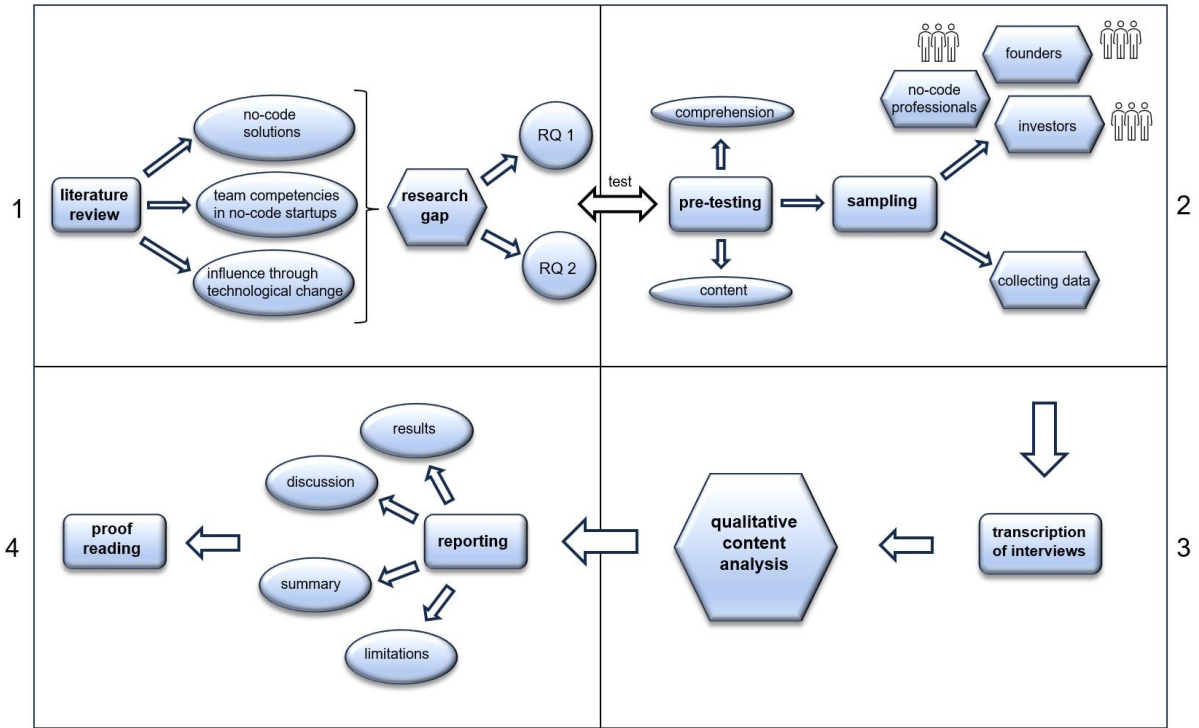 1
literature
review
no-code
solutions
team competencies
in no-code startups
influence through
technological change
research
gap
RQ 1
RQ 2
test
comprehension
pre-testing
content
sampling
no-code
professionals
founders
investors
collecting data
2
transcription
of interviews
3
qualitative
content
analysis
reporting
results
discussion
summary
limitations
proof
reading
4